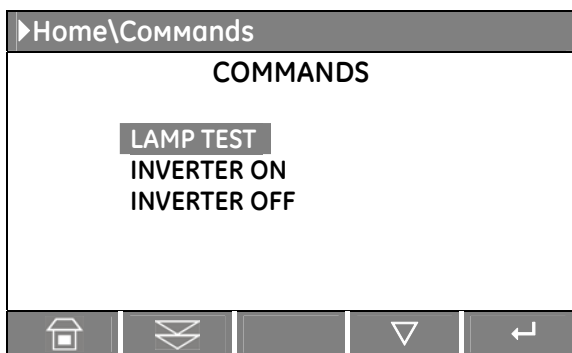 Home\Commands
COMMANDS
LAMP TEST
INVERTER ON
INVERTER OFF